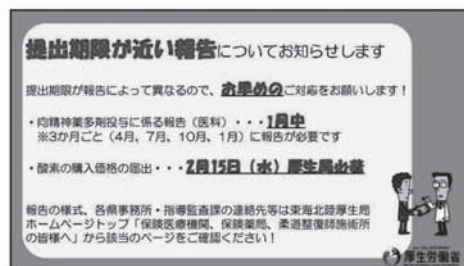 提出期限が近い報告についてお知らせします
提出期限が報告によって異なるので、お早めのご対応をお願いします！
・向精神薬多剤投与に係る報告（医科）・・・1月中
※3か月ごと（4月、7月、10月、1月）に報告が必要です
・酸素の購入価格の届出・・・2月15日（水）厚生局必着
報告の様式、各県事務所・指導監査課の連絡先等は東海北陸厚生局
ホームページトップ「保険医療機関、保険薬局、柔道整復師施術所
の皆様へ」から該当のページをご確認ください！
厚生労働省